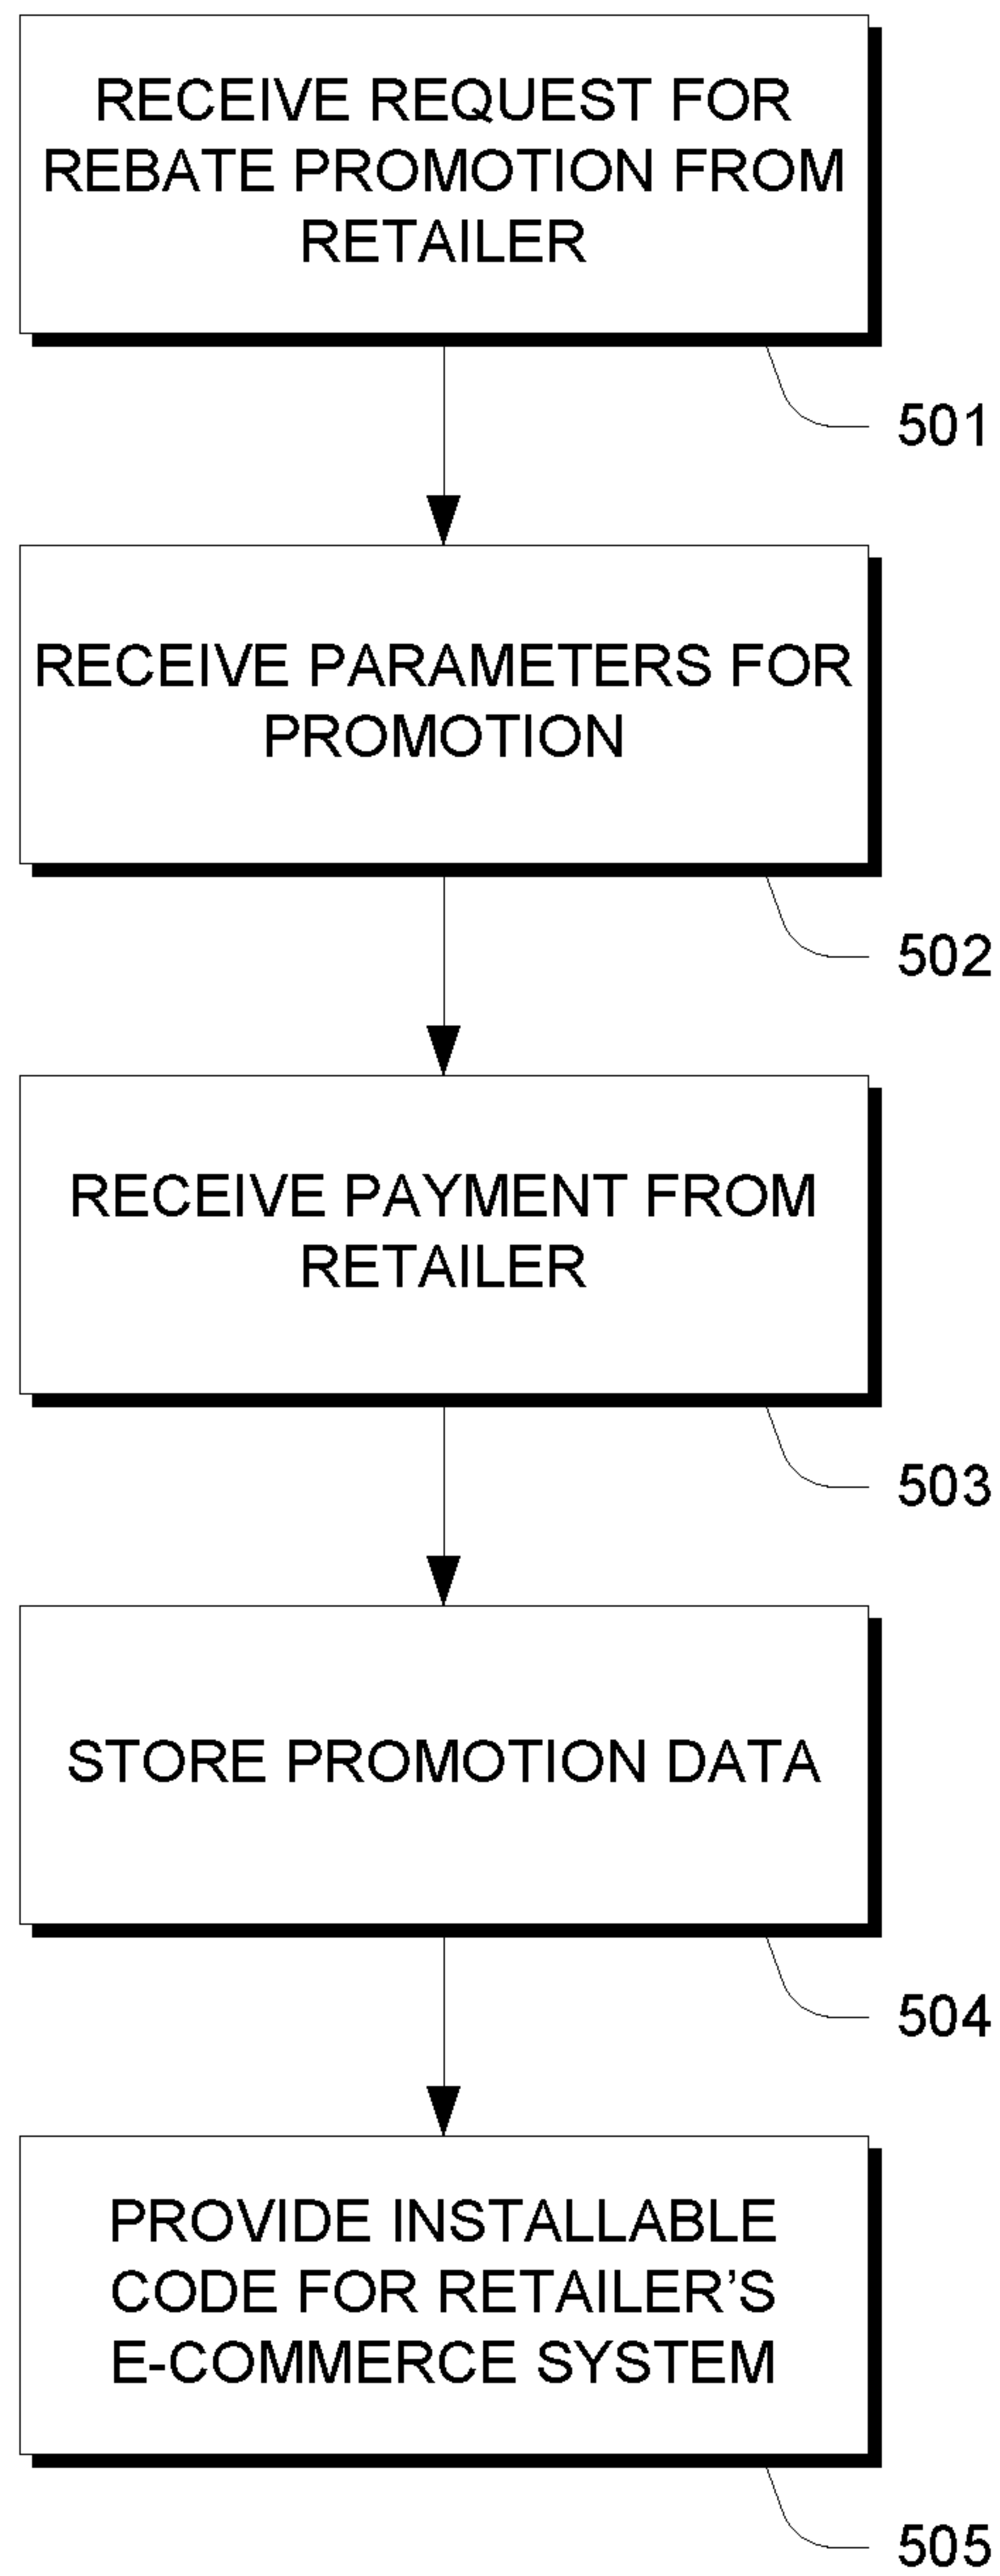 RECEIVE REQUEST FOR
REBATE PROMOTION FROM
RETAILER
501
RECEIVE PARAMETERS FOR
PROMOTION
502
RECEIVE PAYMENT FROM
RETAILER
503
STORE PROMOTION DATA
504
PROVIDE INSTALLABLE
CODE FOR RETAILER’S
E-COMMERCE SYSTEM
505